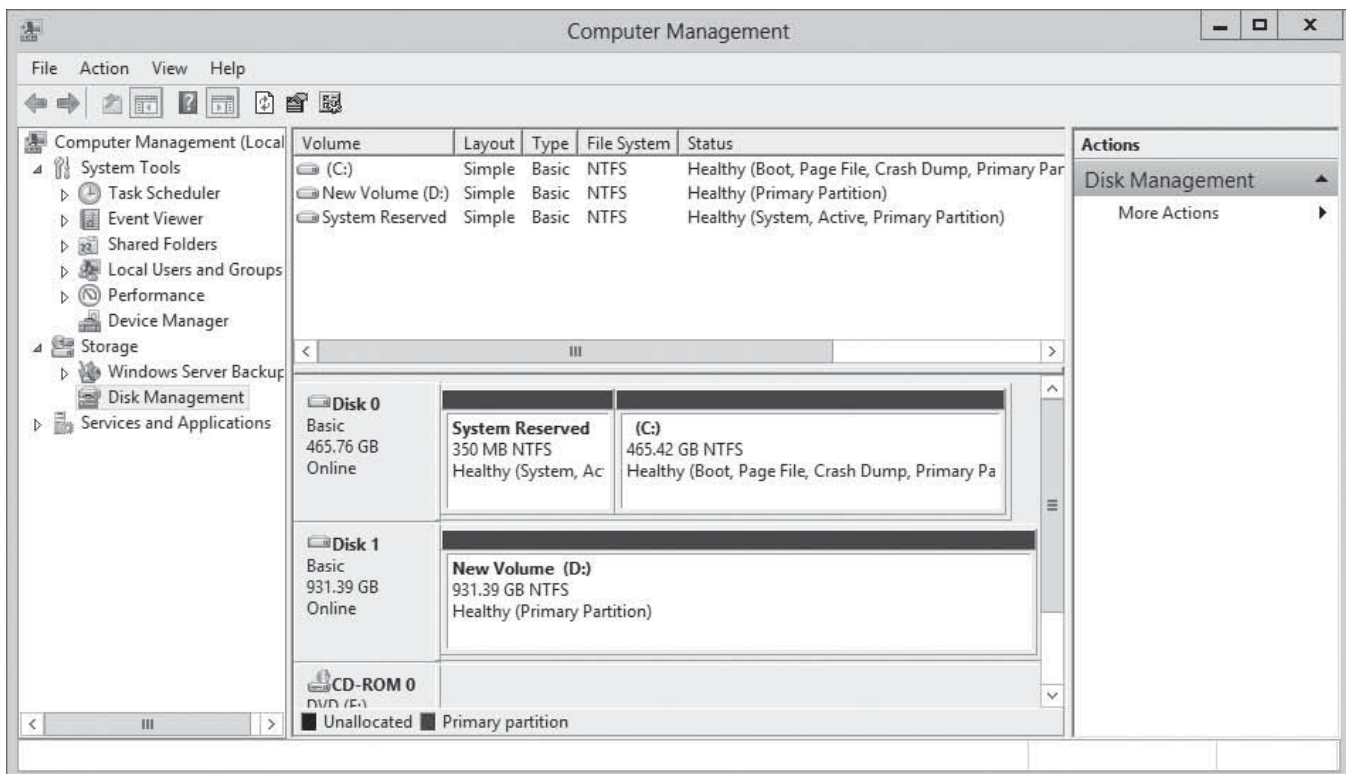 Computer Management
File Action View Help
Computer Management (Local
System Tools
Task Scheduler
Event Viewer
Shared Folders
Local Users and Groups
Performance
Device Manager
Storage
Windows Server Backup
Disk Management
Services and Applications
Volume Layout Type File System Status
(C:) Simple Basic NTFS Healthy (Boot, Page File, Crash Dump, Primary Par
New Volume (D:) Simple Basic NTFS Healthy (Primary Partition)
System Reserved Simple Basic NTFS Healthy (System, Active, Primary Partition)
Disk 0
Basic
465.76 GB
Online
System Reserved
350 MB NTFS
Healthy (System, Ac
(C:)
465.42 GB NTFS
Healthy (Boot, Page File, Crash Dump, Primary Pa
Disk 1
Basic
931.39 GB
Online
New Volume (D:)
931.39 GB NTFS
Healthy (Primary Partition)
CD-ROM 0
DVD (E:)
Unallocated Primary partition
Actions
Disk Management
More Actions